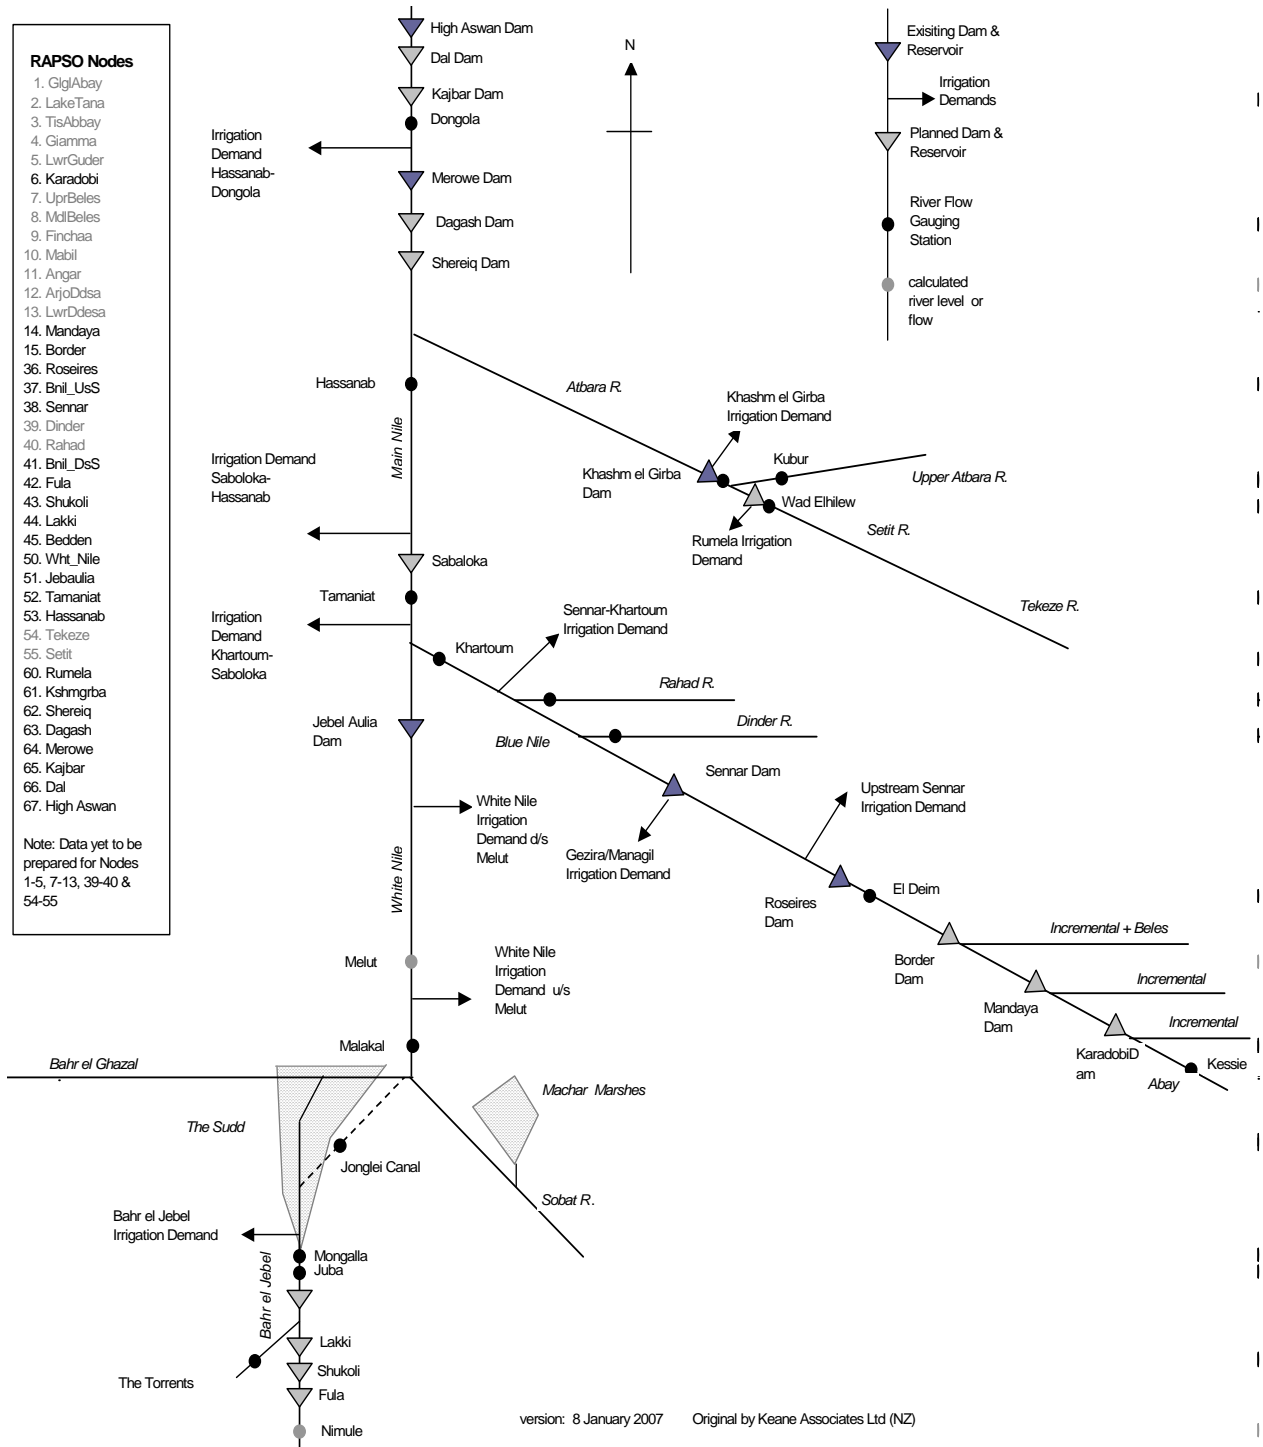 RAPSO Nodes
1. GlglAbay
2. LakeTana
3. TisAbbay
4. Giamma
5. LwrGuder
6. Karadobi
7. UprBeles
8. MdlBeles
9. Finchaa
10. Mabil
11. Angar
12. ArjoDdsa
13. LwrDdesa
14. Mandaya
15. Border
36. Roseires
37. Bnil_UsS
38. Sennar
39. Dinder
40. Rahad
41. Bnil_DsS
42. Fula
43. Shukoli
44. Lakki
45. Bedden
50. Wht_Nile
51. Jebaulia
52. Tamaniat
53. Hassanab
54. Tekeze
55. Setit
60. Rumela
61. Kshmgrba
62. Shereiq
63. Dagash
64. Merowe
65. Kajbar
66. Dal
67. High Aswan
Note: Data yet to be
prepared for Nodes
1-5, 7-13, 39-40 &
54-55
High Aswan Dam
Dal Dam
Kajbar Dam
Dongola
Irrigation
Demand
Hassanab-
Dongola
Merowe Dam
Dagash Dam
Shereiq Dam
N
Exisiting Dam &
Reservoir
Irrigation
Demands
Planned Dam &
Reservoir
River Flow
Gauging
Station
calculated
river level or
flow
Hassanab
Atbara R.
Main Nile
Khashm el Girba
Irrigation Demand
Khashm el Girba
Dam
Kubur
Upper Atbara R.
Wad Elhilew
Rumela Irrigation
Demand
Setit R.
Tekeze R.
Irrigation Demand
Saboloka-
Hassanab
Sabaloka
Tamaniat
Irrigation
Demand
Khartoum-
Saboloka
Khartoum
Sennar-Khartoum
Irrigation Demand
Rahad R.
Dinder R.
Blue Nile
Jebel Aulia
Dam
Sennar Dam
Gezira/Managil
Irrigation Demand
Upstream Sennar
Irrigation Demand
White Nile
Irrigation
Demand d/s
Melut
White Nile
Roseires
Dam
El Deim
Border
Dam
Incremental + Beles
Mandaya
Dam
Incremental
KaradobiD
am
Incremental
Kessie
Abay
Melut
White Nile
Irrigation
Demand u/s
Melut
Malakal
Bahr el Ghazal
The Sudd
Machar Marshes
Jonglei Canal
Sobat R.
Bahr el Jebel
Irrigation Demand
Bahr el Jebel
Mongalla
Juba
Lakki
Shukoli
Fula
The Torrents
Nimule
version: 8 January 2007 Original by Keane Associates Ltd (NZ)